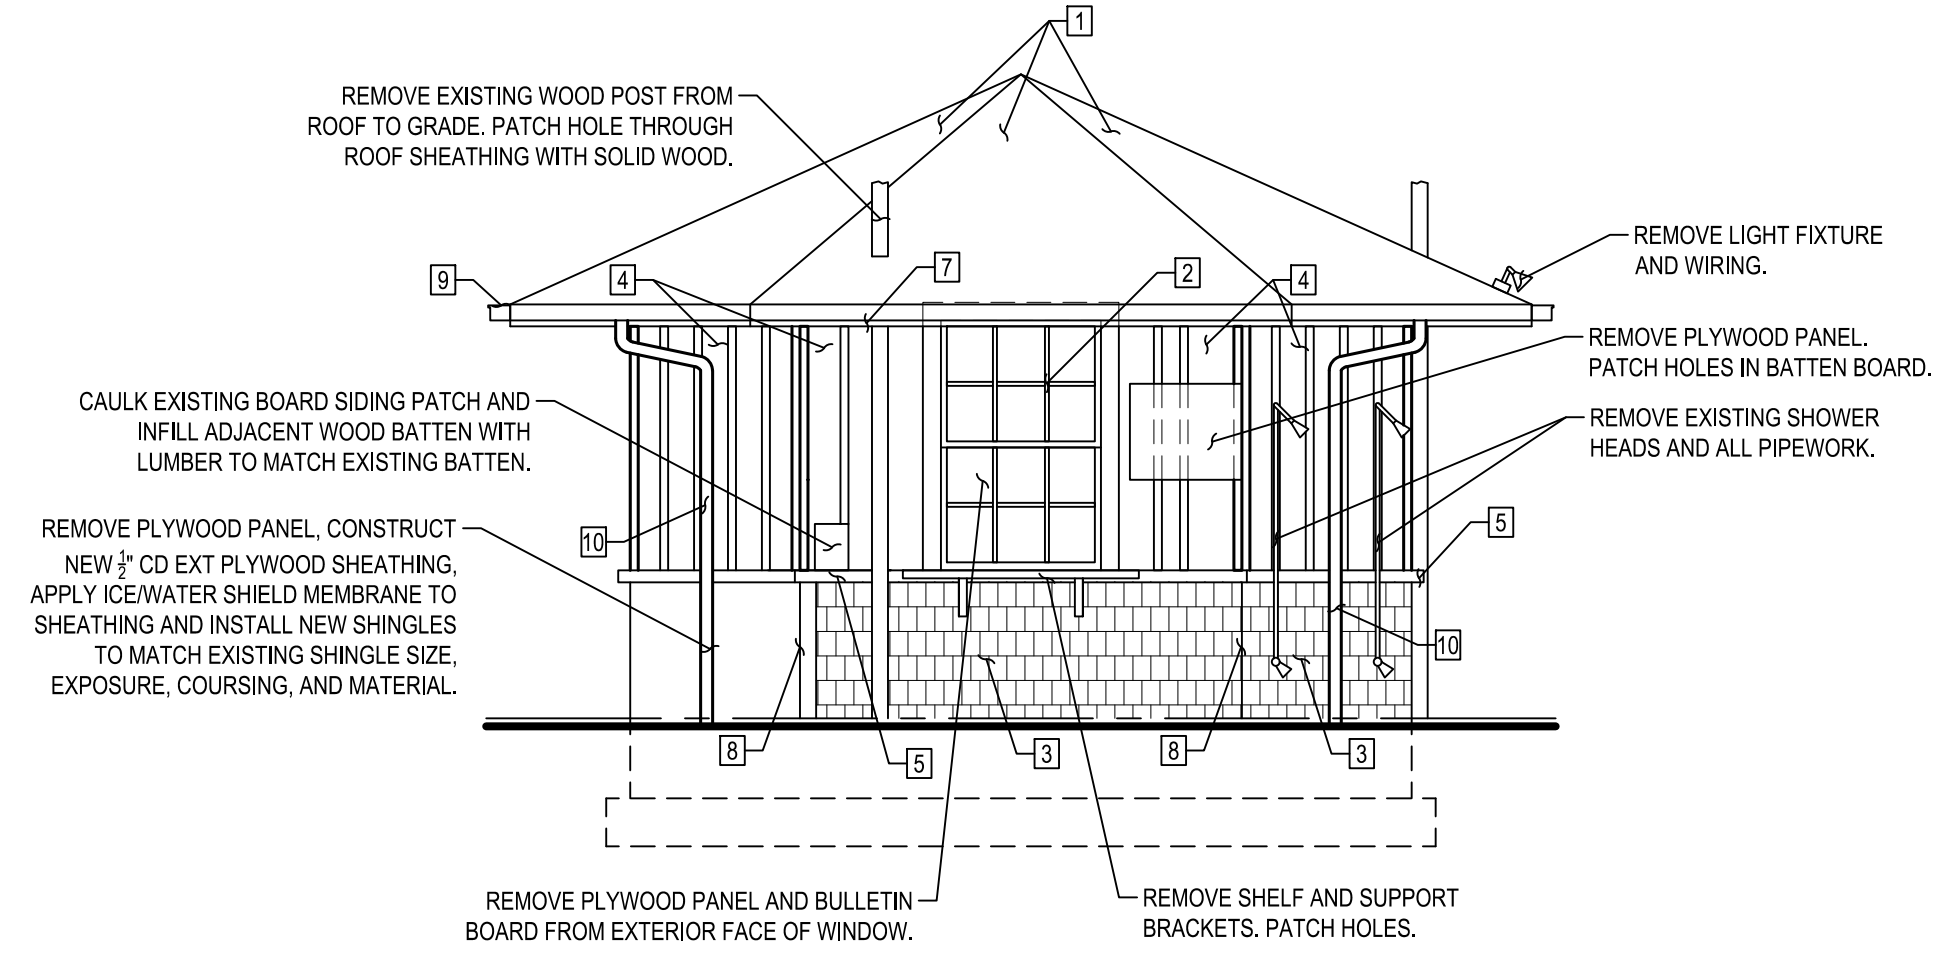 1
REMOVE EXISTING WOOD POST FROM
ROOF TO GRADE. PATCH HOLE THROUGH
ROOF SHEATHING WITH SOLID WOOD.
REMOVE LIGHT FIXTURE
AND WIRING.
9
4
7
2
4
REMOVE PLYWOOD PANEL.
PATCH HOLES IN BATTEN BOARD.
CAULK EXISTING BOARD SIDING PATCH AND
INFILL ADJACENT WOOD BATTEN WITH
LUMBER TO MATCH EXISTING BATTEN.
REMOVE EXISTING SHOWER
HEADS AND ALL PIPEWORK.
REMOVE PLYWOOD PANEL, CONSTRUCT
NEW 1/2" CD EXT PLYWOOD SHEATHING,
APPLY ICE/WATER SHIELD MEMBRANE TO
SHEATHING AND INSTALL NEW SHINGLES
TO MATCH EXISTING SHINGLE SIZE,
EXPOSURE, COURSING, AND MATERIAL.
10
5
10
8
5
3
8
3
REMOVE PLYWOOD PANEL AND BULLETIN
BOARD FROM EXTERIOR FACE OF WINDOW.
REMOVE SHELF AND SUPPORT
BRACKETS. PATCH HOLES.